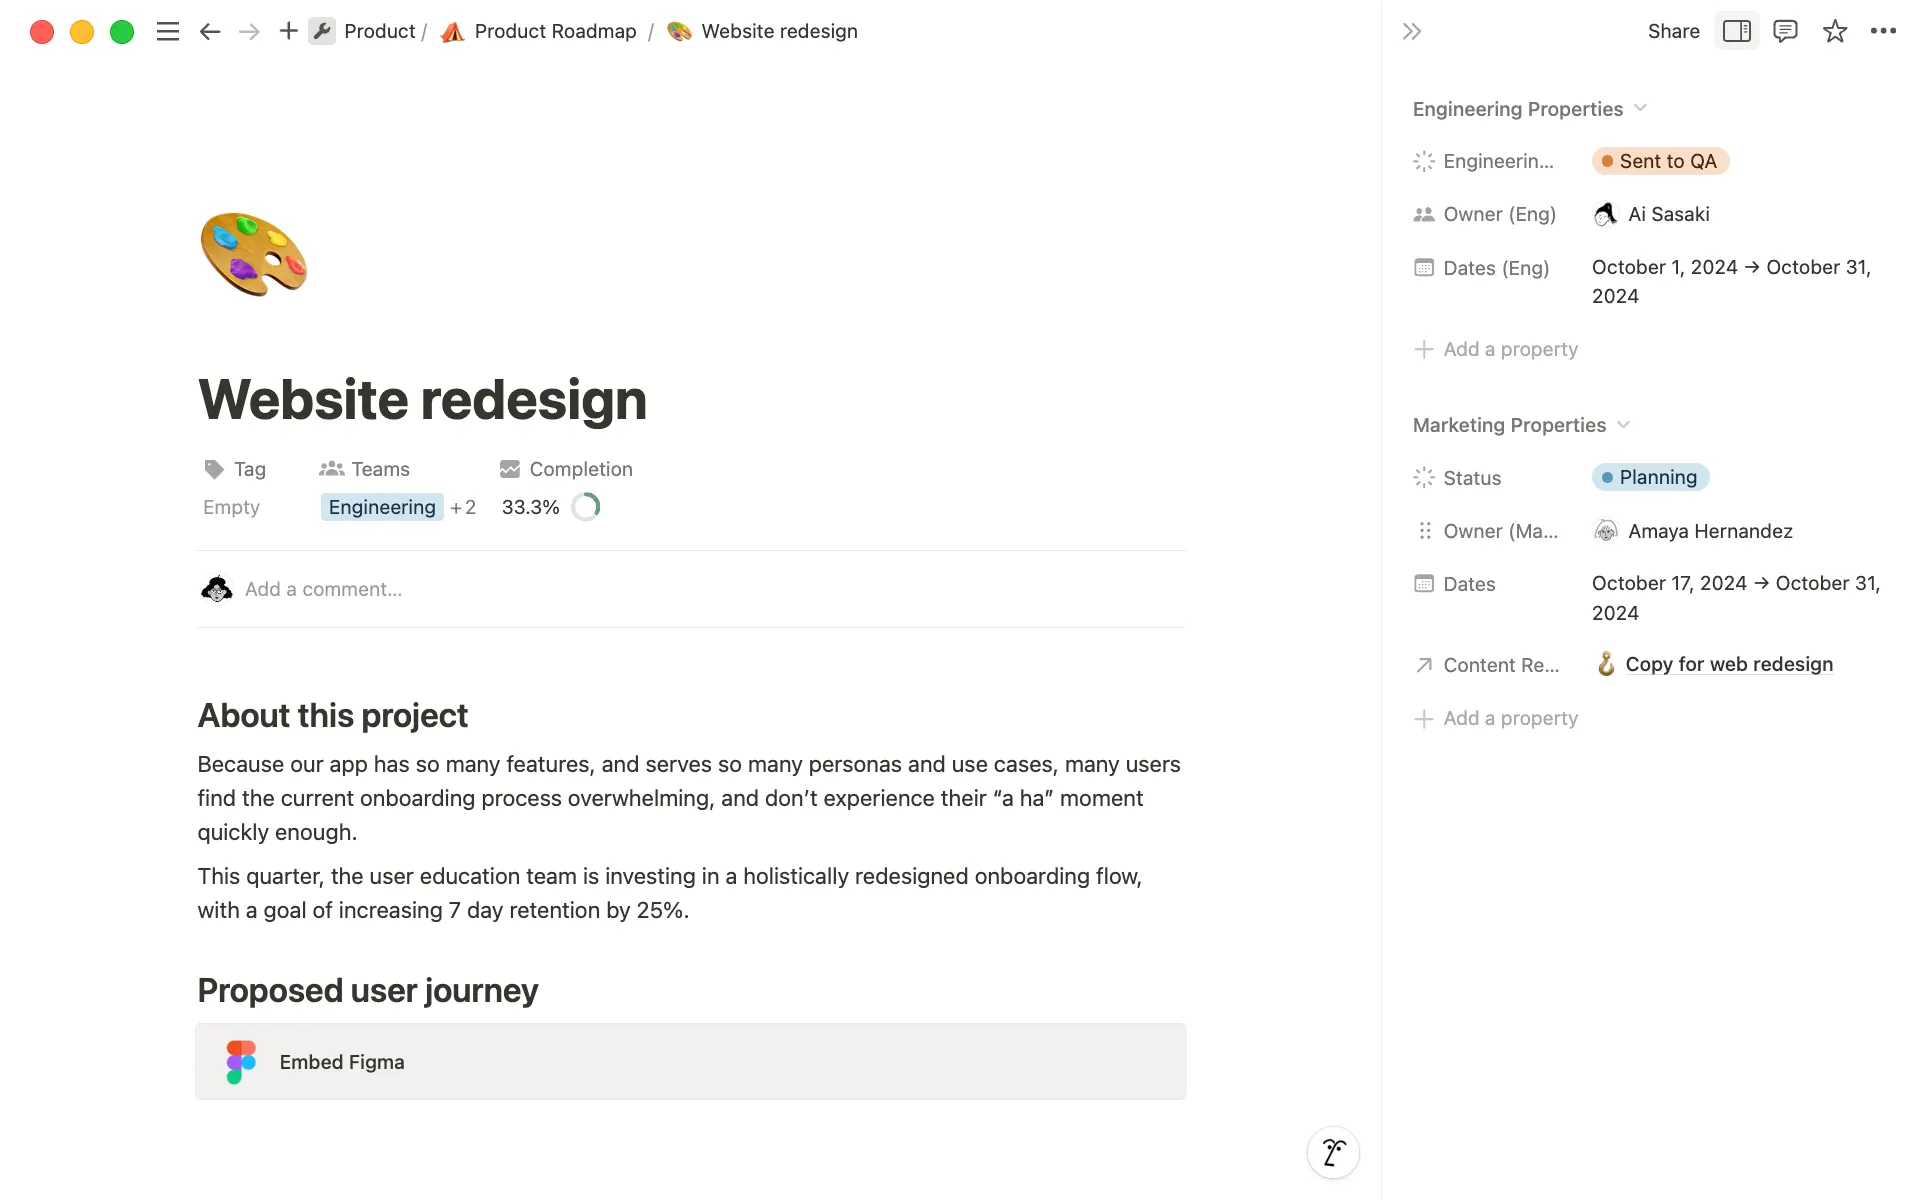 Product / Product Roadmap / Website redesign
Share
Website redesign
Tag Teams Completion
Empty Engineering +2 33.3%
Add a comment...
About this project
Because our app has so many features, and serves so many personas and use cases, many users
find the current onboarding process overwhelming, and don’t experience their “a ha” moment
quickly enough.
This quarter, the user education team is investing in a holistically redesigned onboarding flow,
with a goal of increasing 7 day retention by 25%.
Proposed user journey
Embed Figma
Engineering Properties
Engineerin... Sent to QA
Owner (Eng) Ai Sasaki
Dates (Eng) October 1, 2024 → October 31,
2024
Add a property
Marketing Properties
Status Planning
Owner (Ma... Amaya Hernandez
Dates October 17, 2024 → October 31,
2024
Content Re... Copy for web redesign
Add a property